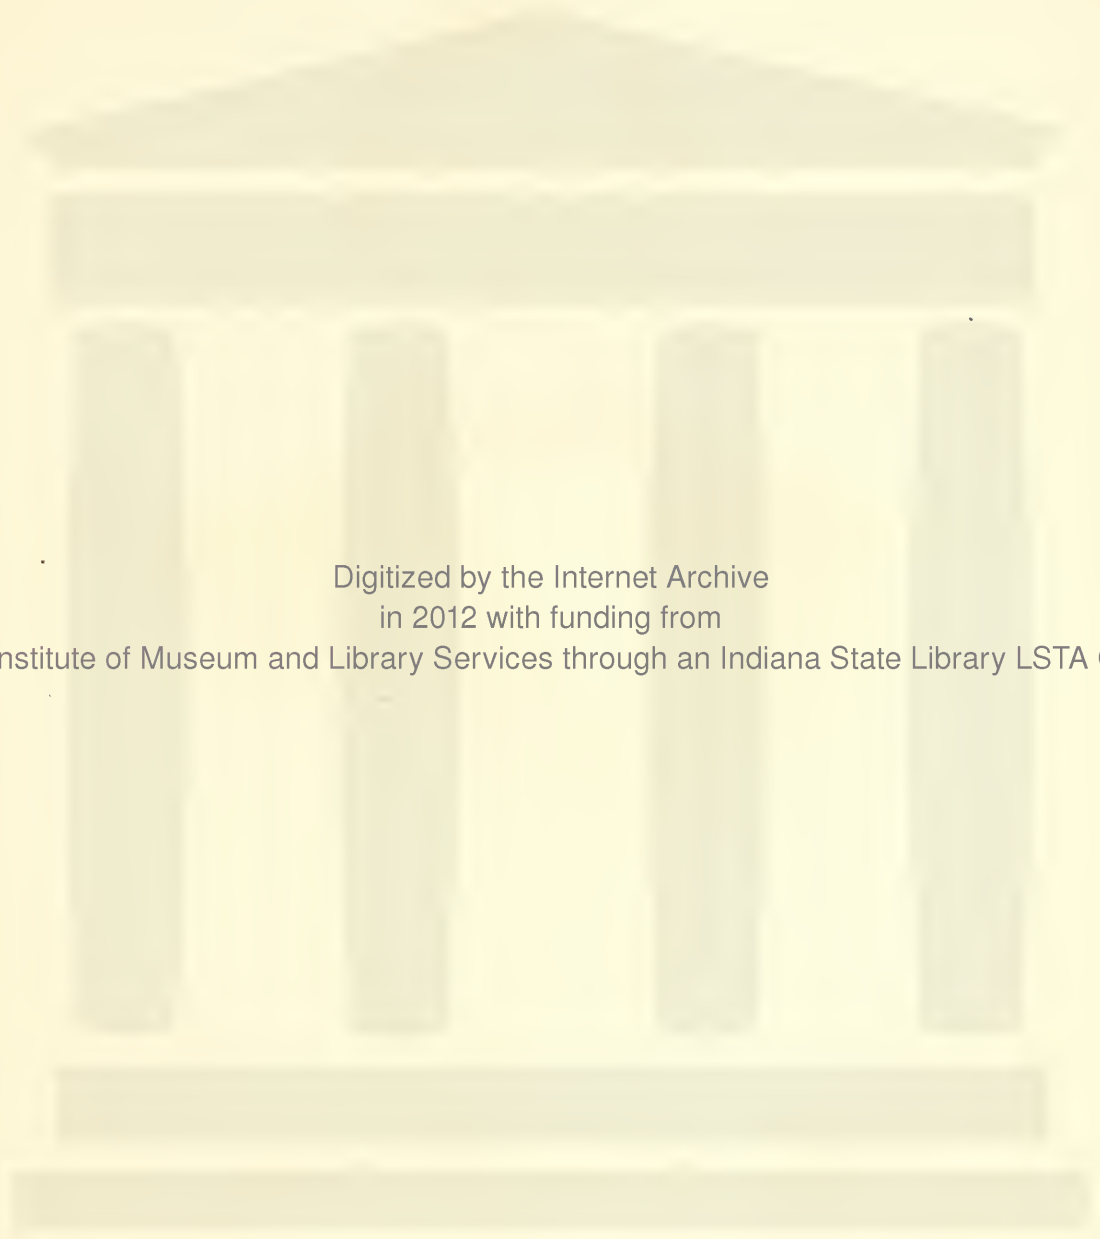 Digitized by the Internet Archive
in 2012 with funding from
nstitute of Museum and Library Services through an Indiana State Library LSTA